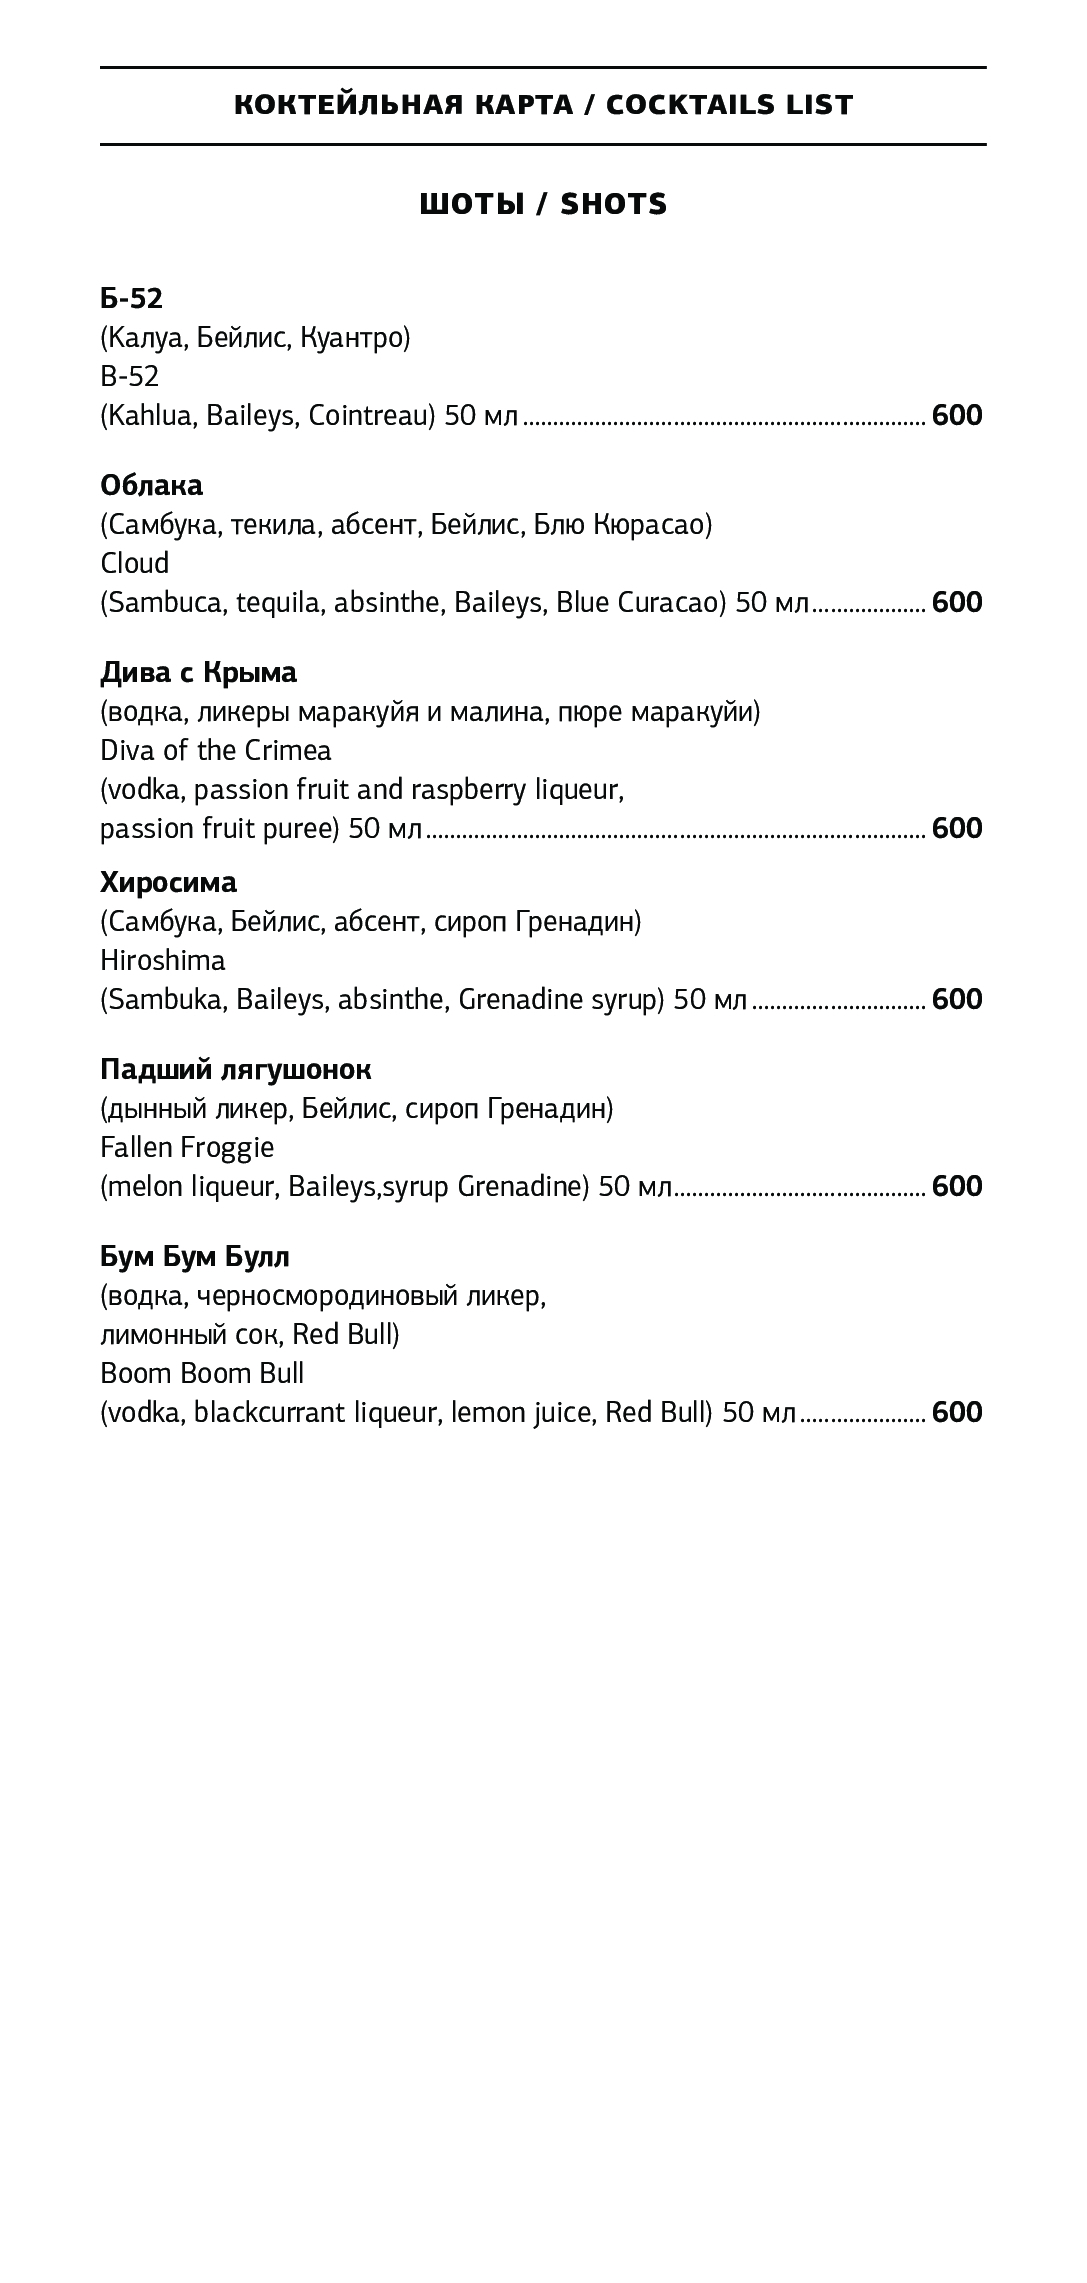 КОКТЕЙЛЬНАЯ КАРТА / COCKTAILS LIST
ШОТЫ / SHOTS
Б-52
(Калуа, Бейлис, Куантро)
B-52
(Kahlua, Baileys, Cointreau) 50 мл 600
Облака
(Самбука, текила, абсент, Бейлис, Блю Кюрасао)
Cloud
(Sambuca, tequila, absinthe, Baileys, Blue Curacao) 50 мл 600
Дива с Крыма
(водка, ликеры маракуйя и малина, пюре маракуйи)
Diva of the Crimea
(vodka, passion fruit and raspberry liqueur,
passion fruit puree) 50 мл 600
Хиросима
(Самбука, Бейлис, абсент, сироп Гренадин)
Hiroshima
(Sambuka, Baileys, absinthe, Grenadine syrup) 50 мл 600
Падший лягушонок
(дынный ликер, Бейлис, сироп Гренадин)
Fallen Froggie
(melon liqueur, Baileys,syrup Grenadine) 50 мл 600
Бум Бум Булл
(водка, черносмородиновый ликер,
лимонный сок, Red Bull)
Boom Boom Bull
(vodka, blackcurrant liqueur, lemon juice, Red Bull) 50 мл 600